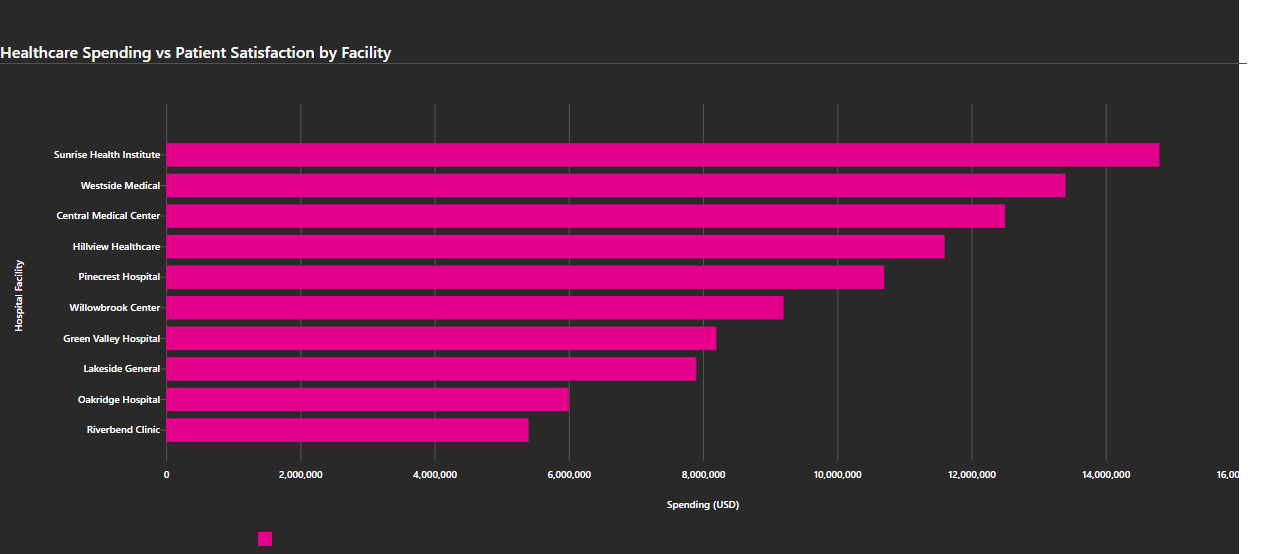 Healthcare Spending vs Patient Satisfaction by Facility
Hospital Facility
Sunrise Health Institute
Westside Medical
Central Medical Center
Hillview Healthcare
Pinecrest Hospital
Willowbrook Center
Green Valley Hospital
Lakeside General
Oakridge Hospital
Riverbend Clinic
0 2,000,000 4,000,000 6,000,000 8,000,000 10,000,000 12,000,000 14,000,000 16,00
Spending (USD)